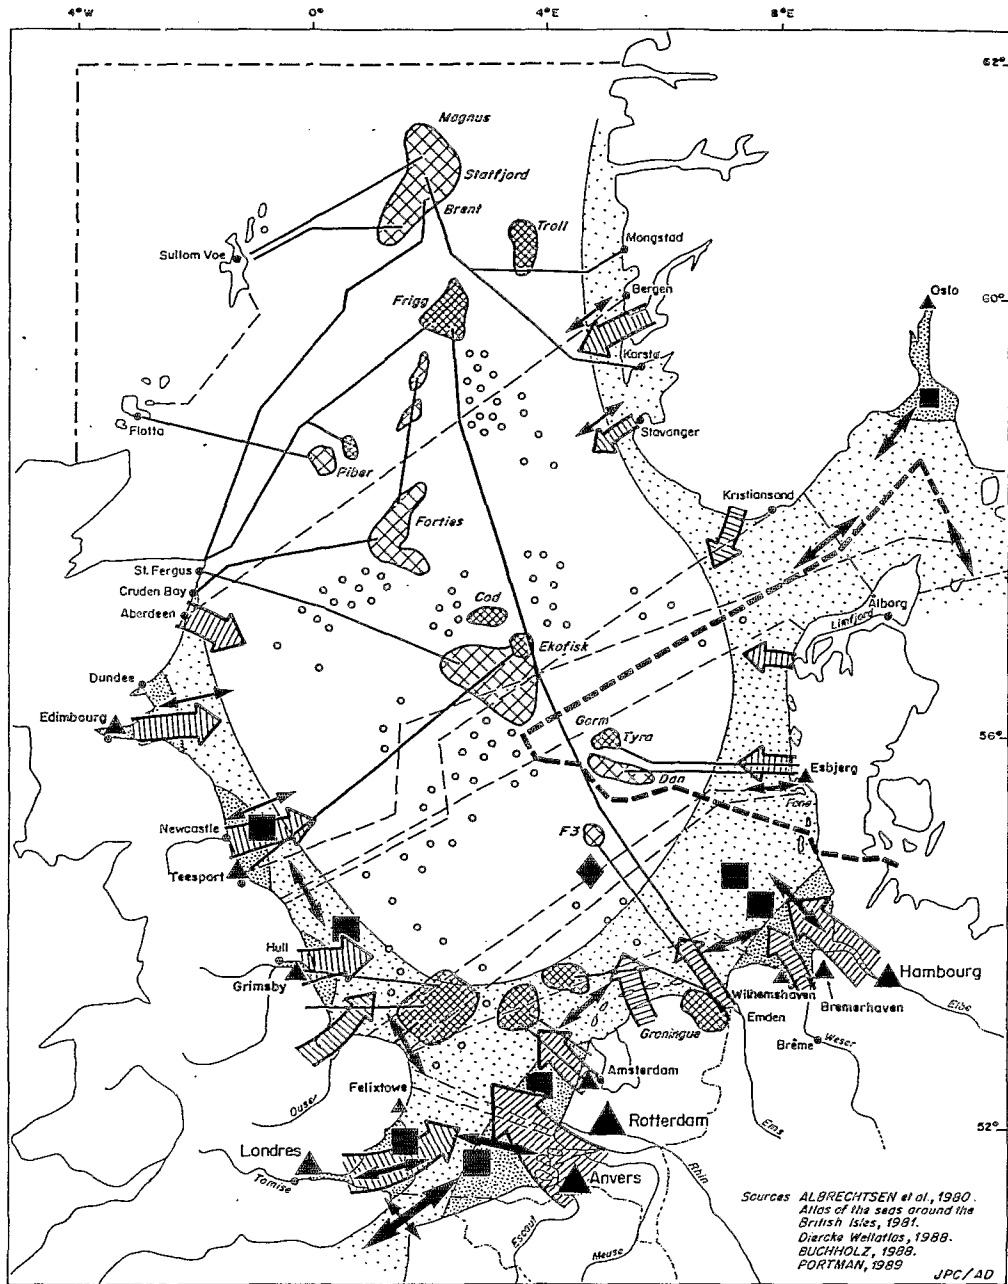 4°W
0°
4°E
8°E
62°
Magnus
Statfjord
Brent
Troll
Sullom Voe
Mongstad
Bergen
Frigg
60°
Oslo
Karstø
Flotta
Piber
Stavanger
Kristiansand
Forties
St. Fergus
Cruden Bay
Aberdeen
Cod
Ålborg
Limfjord
Ekofisk
Dundee
Edimbourg
56°
Gorm
Tyra
Dan
Esbjerg
Fanø
Newcastle
F3
Teesport
Hull
Grimsby
Hambourg
Wilhemshaven
Bremerhaven
Elbe
Groningue
Emden
Brême
Weser
Amsterdam
Ouse
Felixtowe
Rotterdam
Ems
52°
Londres
Tamise
Rhin
Anvers
Escaut
Meuse
Sources ALBRECHTSEN et al., 1980.
Atlas of the seas around the
British Isles, 1981.
Diercke Weltatlas, 1988.
BUCHHOLZ, 1988.
PORTMAN, 1989
JPC/AD